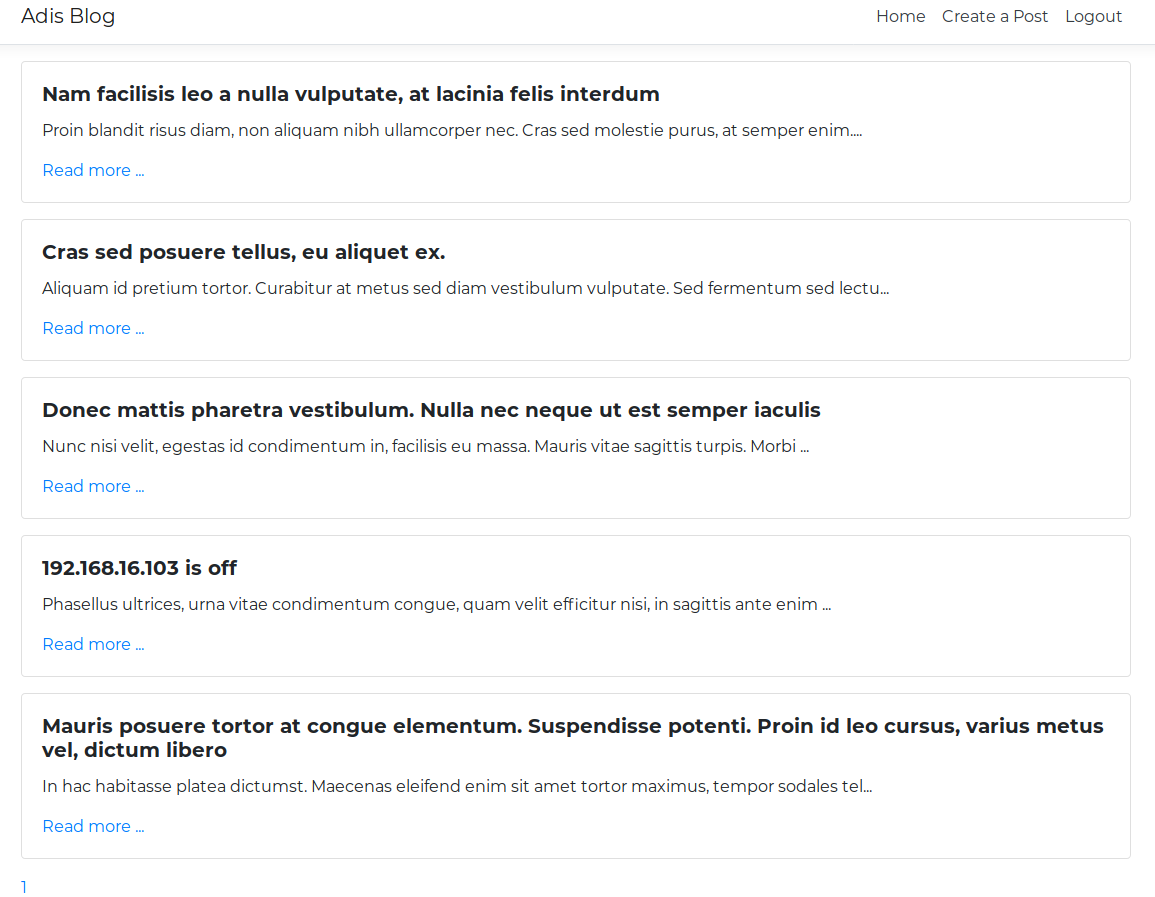 Adis Blog
Home Create a Post Logout
Nam facilisis leo a nulla vulputate, at lacinia felis interdum
Proin blandit risus diam, non aliquam nibh ullamcorper nec. Cras sed molestie purus, at semper enim....
Read more ...
Cras sed posuere tellus, eu aliquet ex.
Aliquam id pretium tortor. Curabitur at metus sed diam vestibulum vulputate. Sed fermentum sed lectu...
Read more ...
Donec mattis pharetra vestibulum. Nulla nec neque ut est semper iaculis
Nunc nisi velit, egestas id condimentum in, facilisis eu massa. Mauris vitae sagittis turpis. Morbi ...
Read more ...
192.168.16.103 is off
Phasellus ultrices, urna vitae condimentum congue, quam velit efficitur nisi, in sagittis ante enim ...
Read more ...
Mauris posuere tortor at congue elementum. Suspendisse potenti. Proin id leo cursus, varius metus
vel, dictum libero
In hac habitasse platea dictumst. Maecenas eleifend enim sit amet tortor maximus, tempor sodales tel...
Read more ...
1